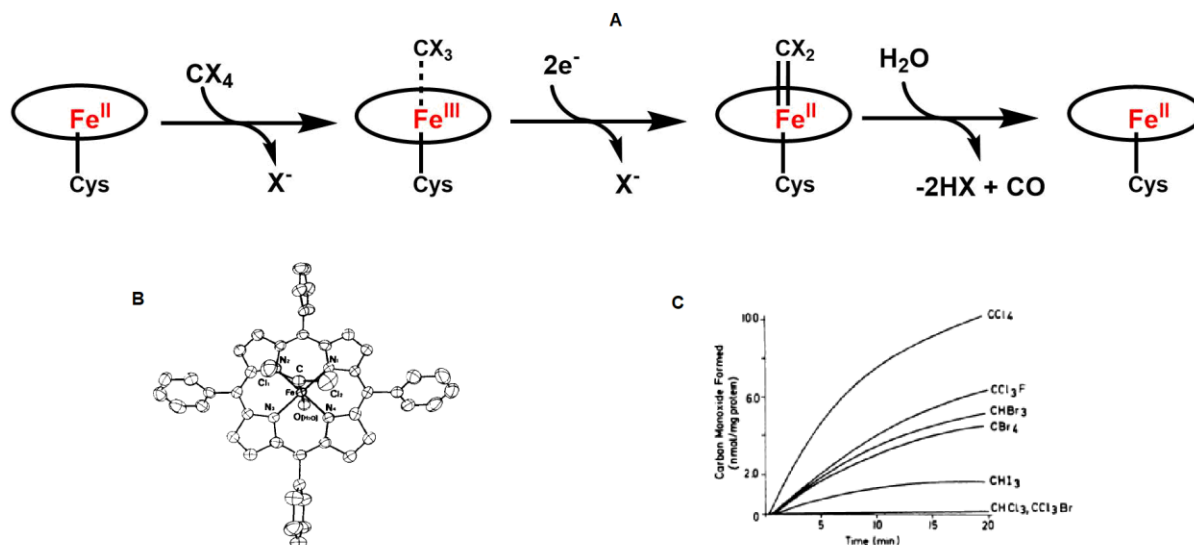 A
CX₄
X⁻
Feᴵᴵ
Cys
CX₃
Feᴵᴵᴵ
Cys
2e⁻
X⁻
CX₂
Feᴵᴵ
Cys
H₂O
-2HX + CO
Feᴵᴵ
Cys
B
N₂
N₁
C
Cl₁
Cl₂
Fe
N₃
N₄
O[H₂O]
C
Carbon Monoxide Formed
(nmol/mg protein)
100
60
20
0
5
10
15
20
Time (min)
CCl₄
CCl₃F
CHBr₃
CBr₄
CHI₃
CHCl₃, CCl₃Br